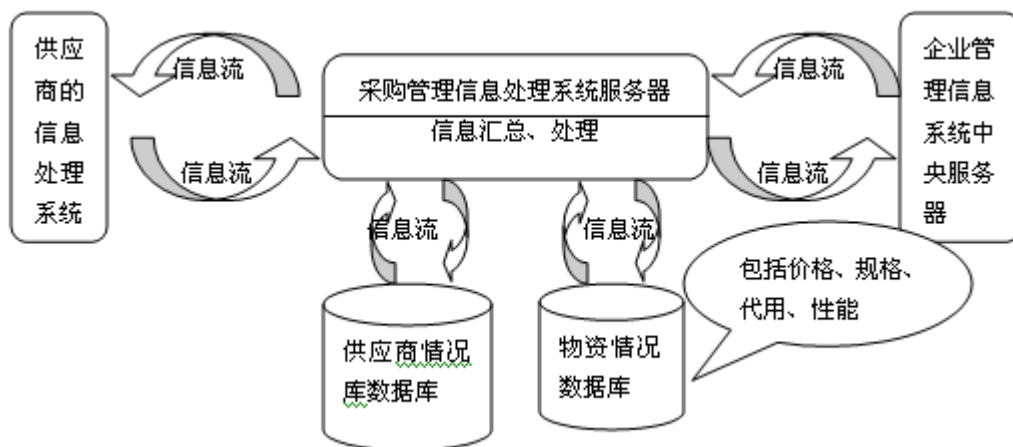 供应
商的
信息
处理
系统
信息流
信息流
采购管理信息处理系统服务器
信息汇总、处理
信息流
信息流
企业管
理信息
系统中
央服务
器
信息流
信息流
供应商情况
库数据库
物资情况
数据库
包括价格、规格、
代用、性能